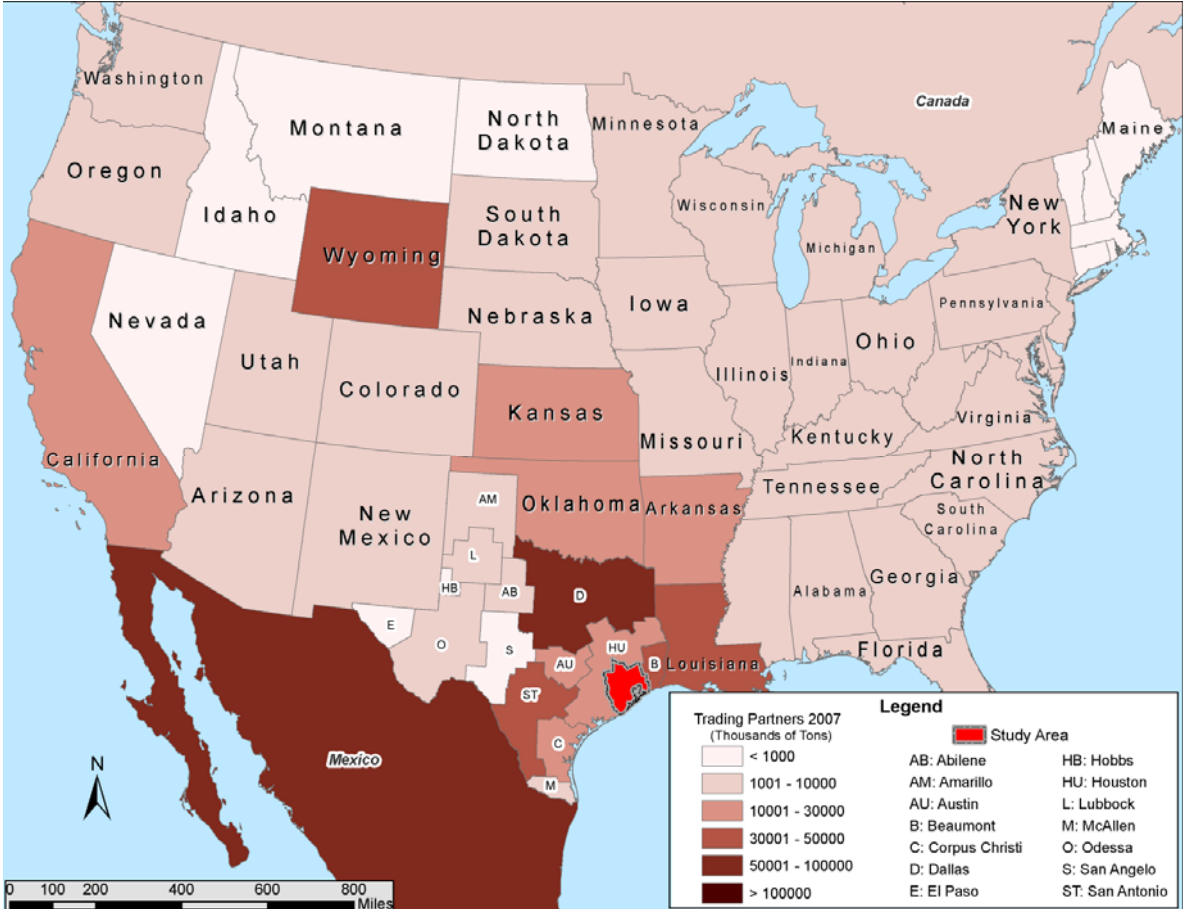 Canada
Washington
Montana
North
Dakota
Minnesota
Maine
Oregon
Idaho
South
Dakota
Wisconsin
New
York
Wyoming
Michigan
Nevada
Nebraska
Iowa
Pennsylvania
Utah
Colorado
Illinois
Indiana
Ohio
Kansas
Missouri
Kentucky
Virginia
California
Arizona
New
Mexico
Oklahoma
Arkansas
Tennessee
North
Carolina
South
Carolina
Alabama
Georgia
Florida
Louisiana
AM
L
HB
AB
D
E
O
S
AU
HU
B
ST
C
M
Mexico
N
0 100 200 400 600 800
Miles
Legend
Trading Partners 2007
(Thousands of Tons)
< 1000
1001 - 10000
10001 - 30000
30001 - 50000
50001 - 100000
> 100000
Study Area
AB: Abilene
AM: Amarillo
AU: Austin
B: Beaumont
C: Corpus Christi
D: Dallas
E: El Paso
HB: Hobbs
HU: Houston
L: Lubbock
M: McAllen
O: Odessa
S: San Angelo
ST: San Antonio